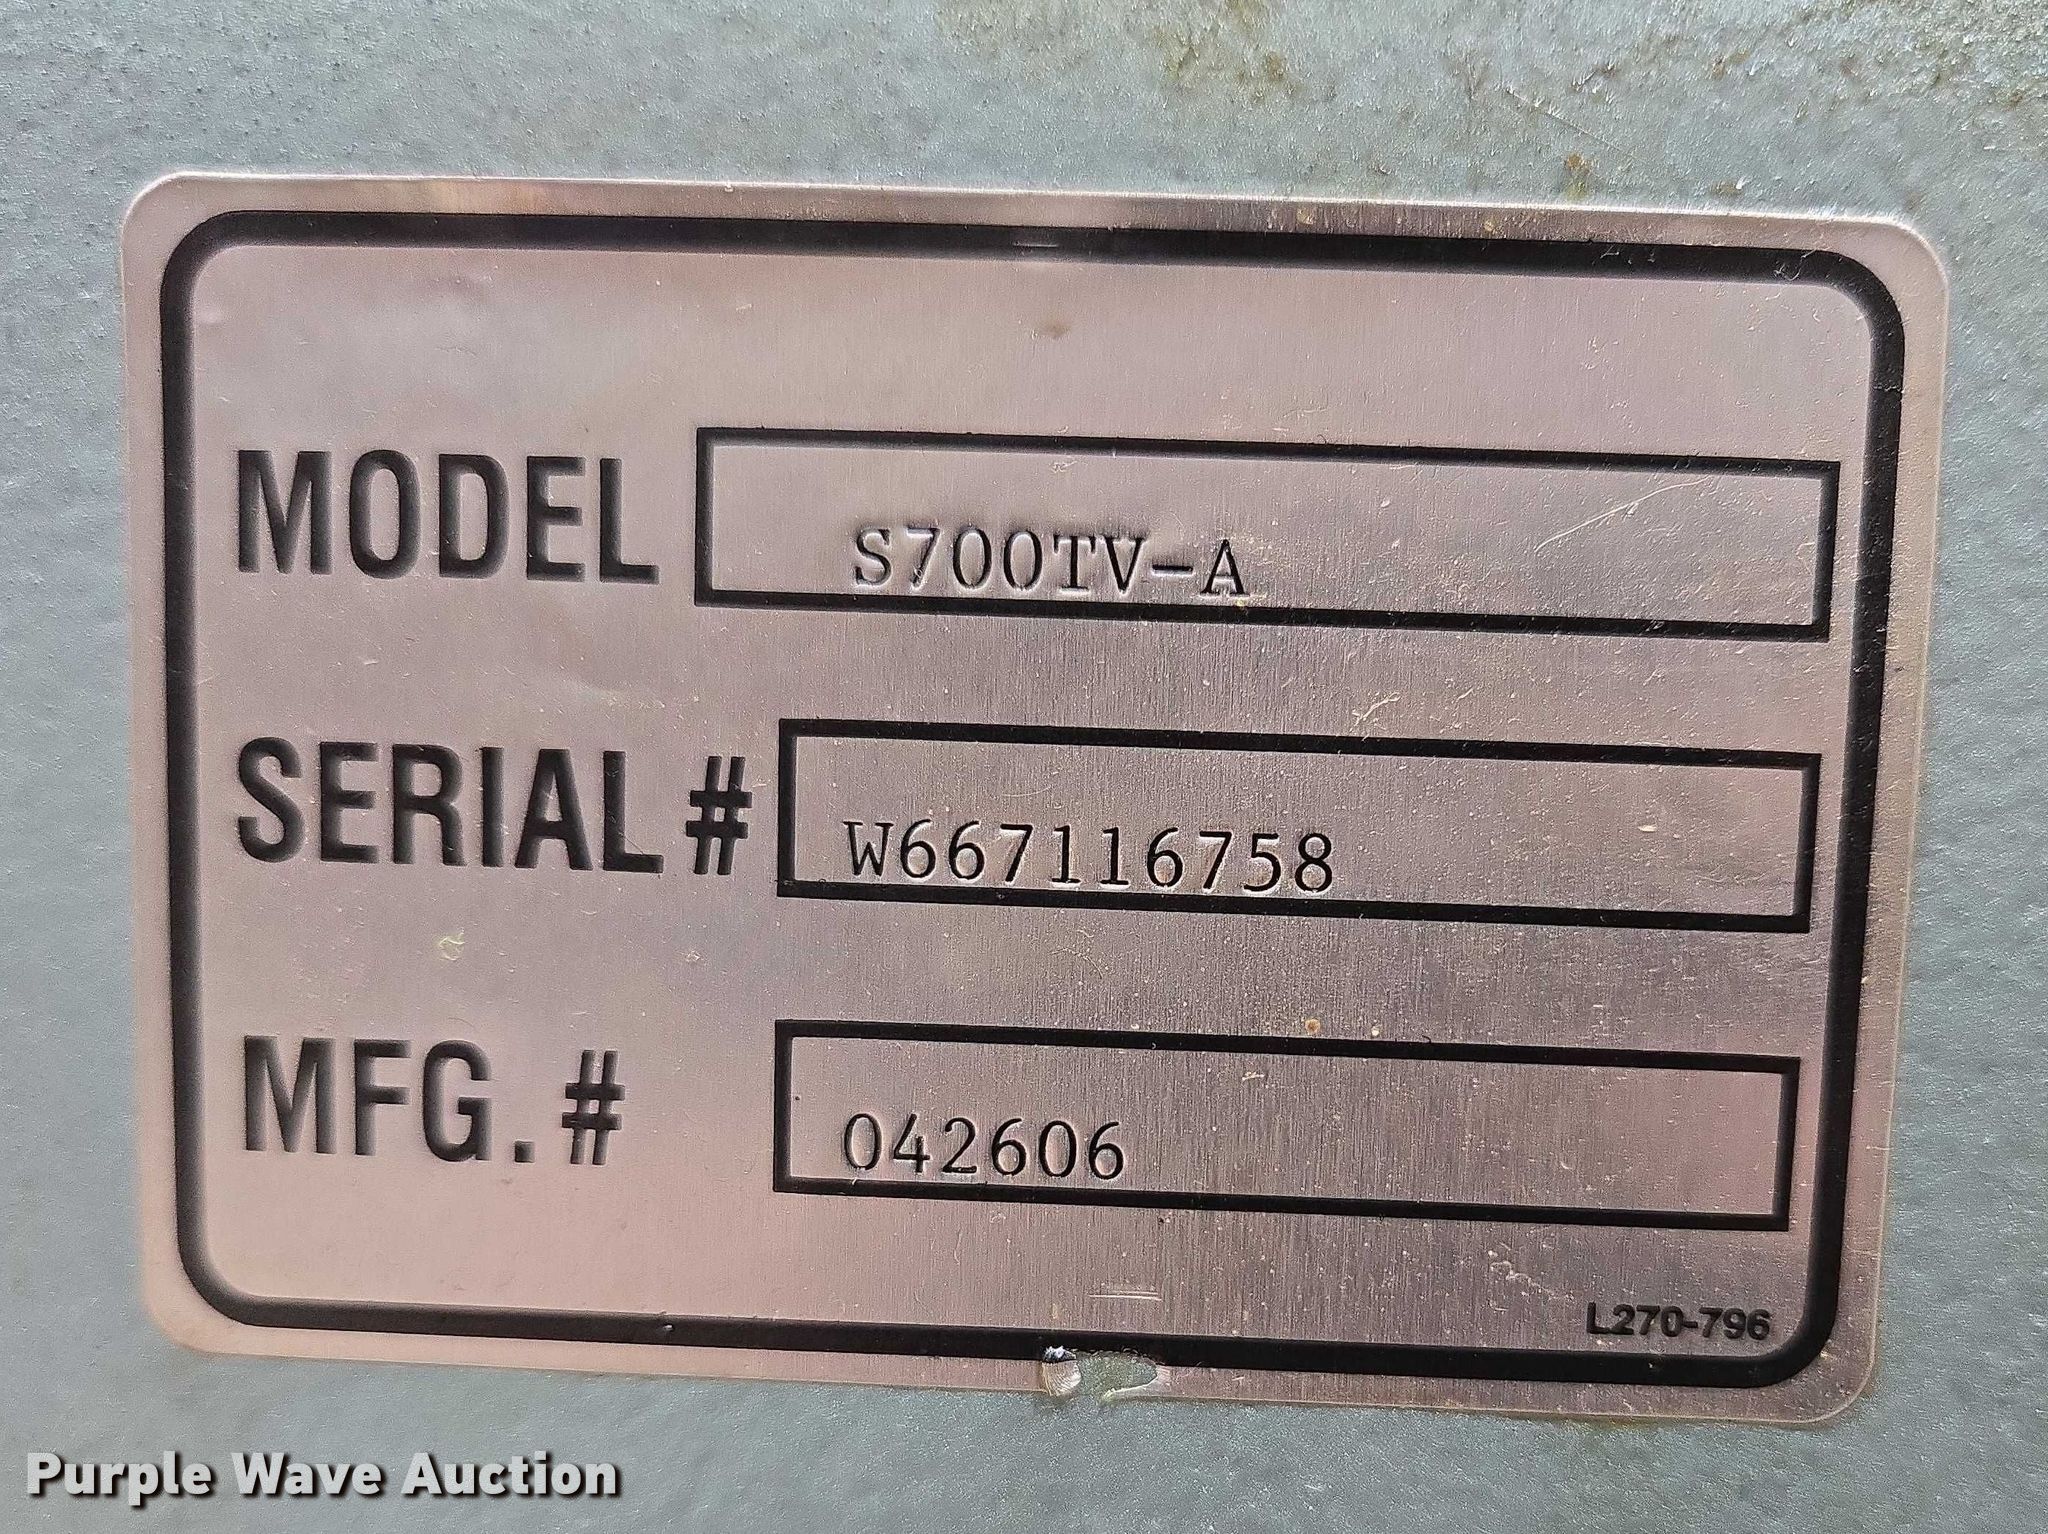 MODEL S700TV-A
SERIAL # W667116758
MFG. # 042606
L270-796
Purple Wave Auction